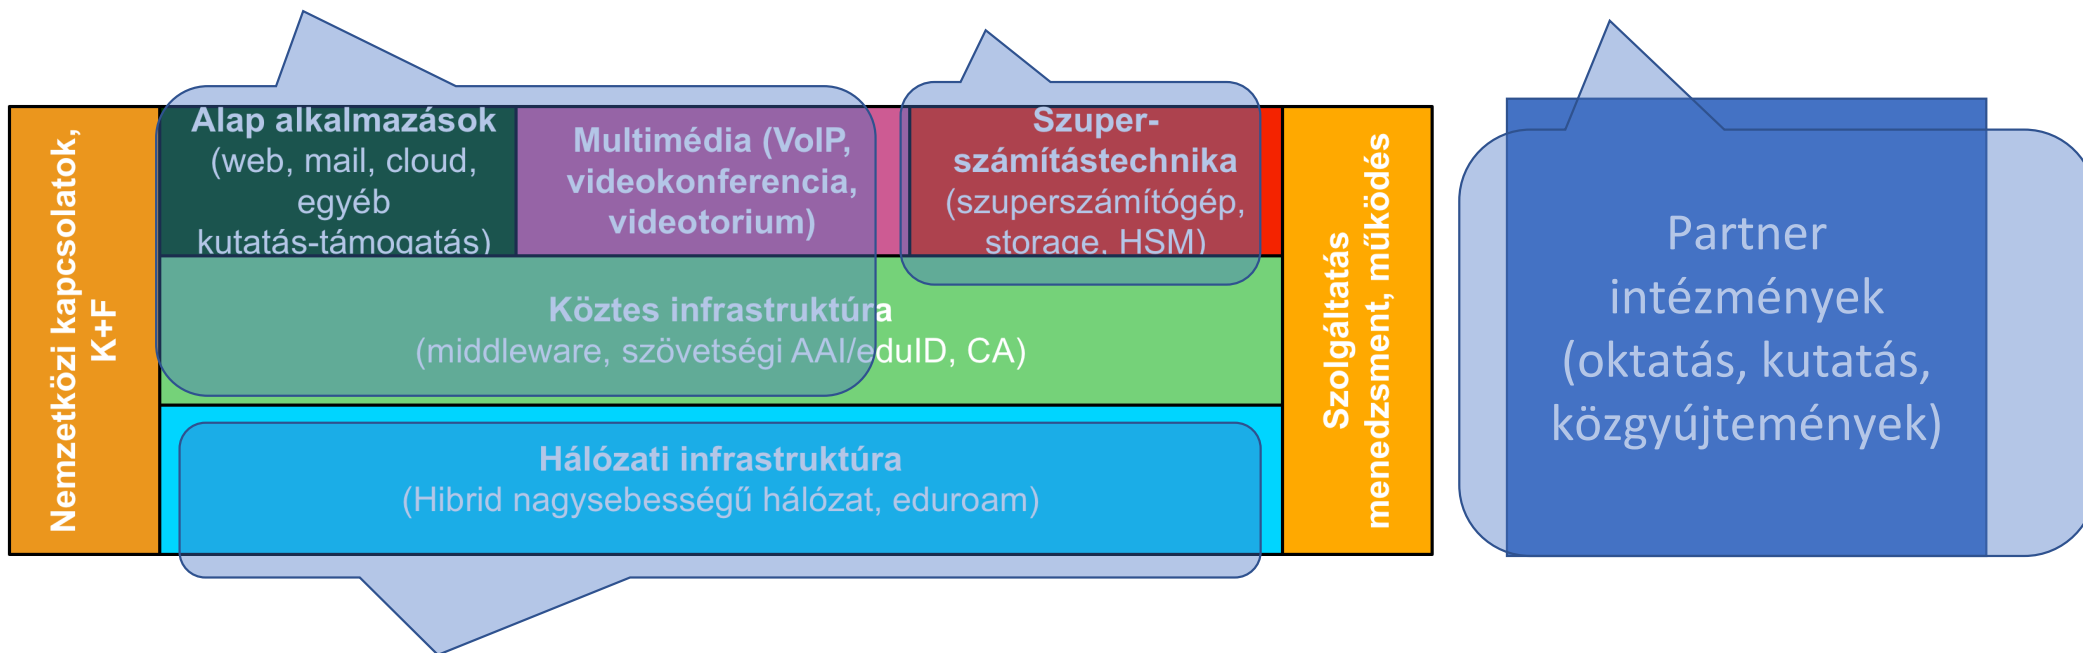 Nemzetközi kapcsolatok,
K+F
Alap alkalmazások
(web, mail, cloud,
egyéb
kutatás-támogatás)
Multimédia (VoIP,
videokonferencia,
videotorium)
Szuper-
számítástechnika
(szuperszámítógép,
storage, HSM)
Köztes infrastruktúra
(middleware, szövetségi AAI/eduID, CA)
Hálózati infrastruktúra
(Hibrid nagysebességű hálózat, eduroam)
Szolgáltatás
menedzsment, működés
Partner
intézmények
(oktatás, kutatás,
közgyújtemények)